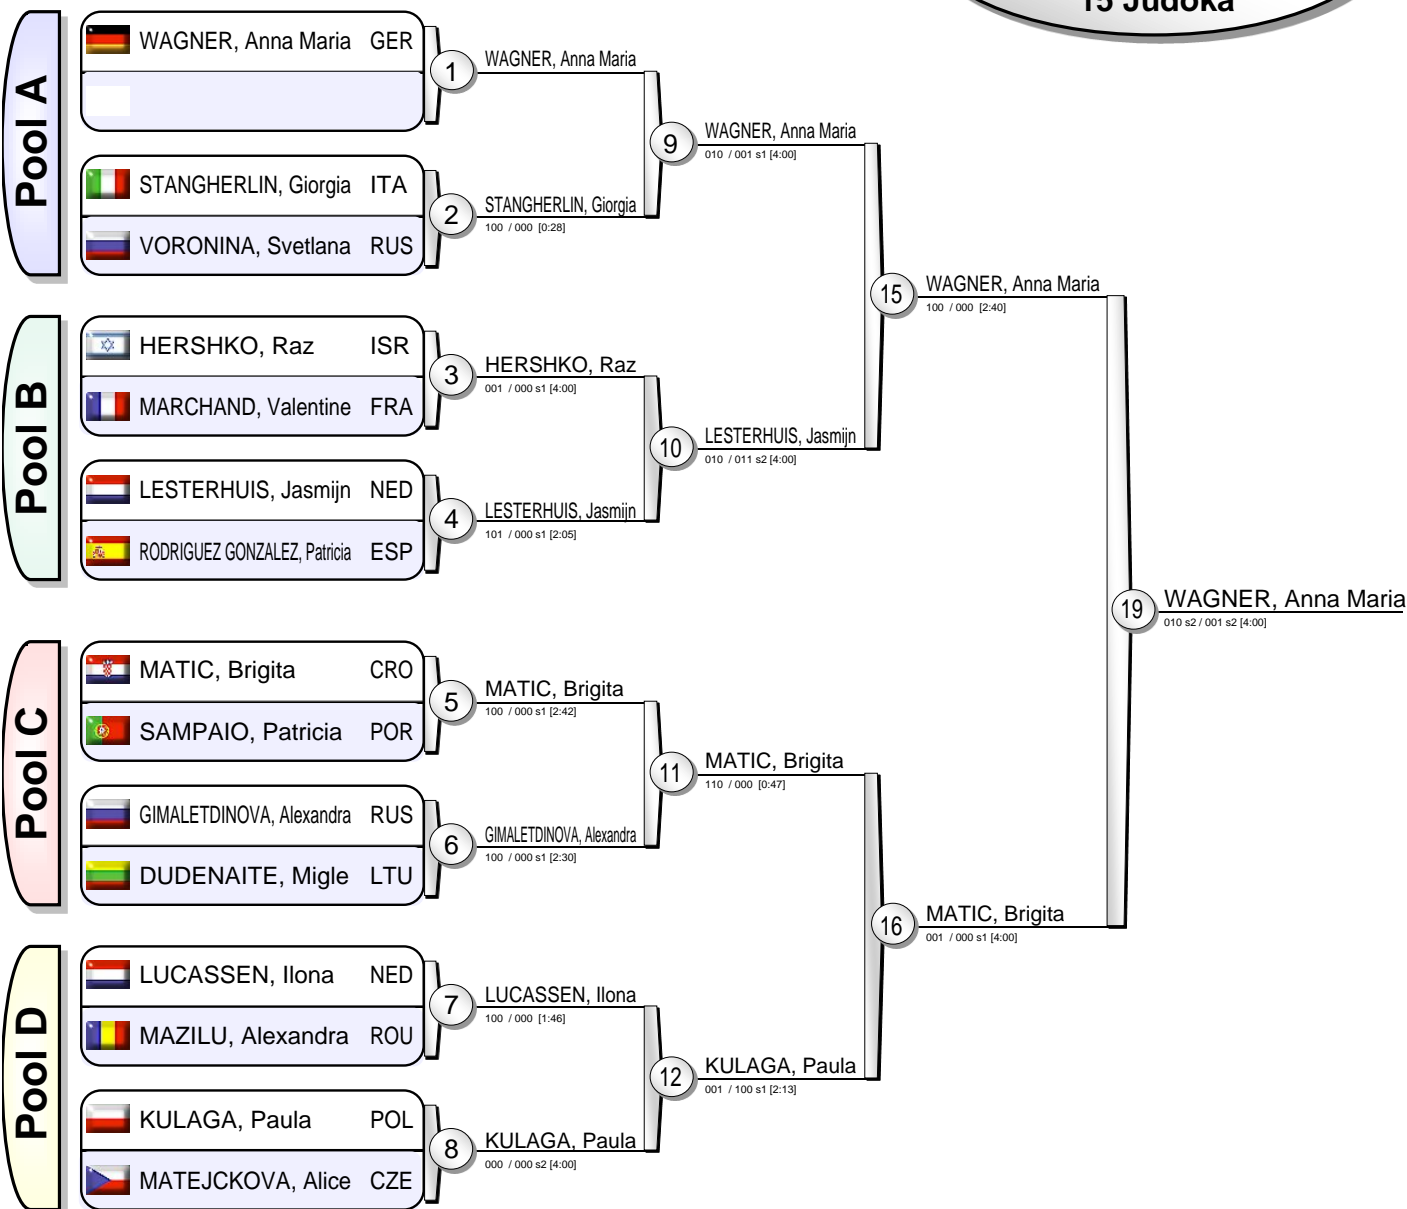 15 Judoka
Pool A
WAGNER, Anna Maria GER
1
WAGNER, Anna Maria
STANGHERLIN, Giorgia ITA
VORONINA, Svetlana RUS
2
STANGHERLIN, Giorgia
100 / 000 [0:28]
9
WAGNER, Anna Maria
010 / 001 s1 [4:00]
Pool B
HERSHKO, Raz ISR
MARCHAND, Valentine FRA
3
HERSHKO, Raz
001 / 000 s1 [4:00]
LESTERHUIS, Jasmijn NED
RODRIGUEZ GONZALEZ, Patricia ESP
4
LESTERHUIS, Jasmijn
101 / 000 s1 [2:05]
10
LESTERHUIS, Jasmijn
010 / 011 s2 [4:00]
15
WAGNER, Anna Maria
100 / 000 [2:40]
Pool C
MATIC, Brigita CRO
SAMPAIO, Patricia POR
5
MATIC, Brigita
100 / 000 s1 [2:42]
GIMALETDINOVA, Alexandra RUS
DUDENAITE, Migle LTU
6
GIMALETDINOVA, Alexandra
100 / 000 s1 [2:30]
11
MATIC, Brigita
110 / 000 [0:47]
Pool D
LUCASSEN, Ilona NED
MAZILU, Alexandra ROU
7
LUCASSEN, Ilona
100 / 000 [1:46]
KULAGA, Paula POL
MATEJCKOVA, Alice CZE
8
KULAGA, Paula
000 / 000 s2 [4:00]
12
KULAGA, Paula
001 / 100 s1 [2:13]
16
MATIC, Brigita
001 / 000 s1 [4:00]
19
WAGNER, Anna Maria
010 s2 / 001 s2 [4:00]